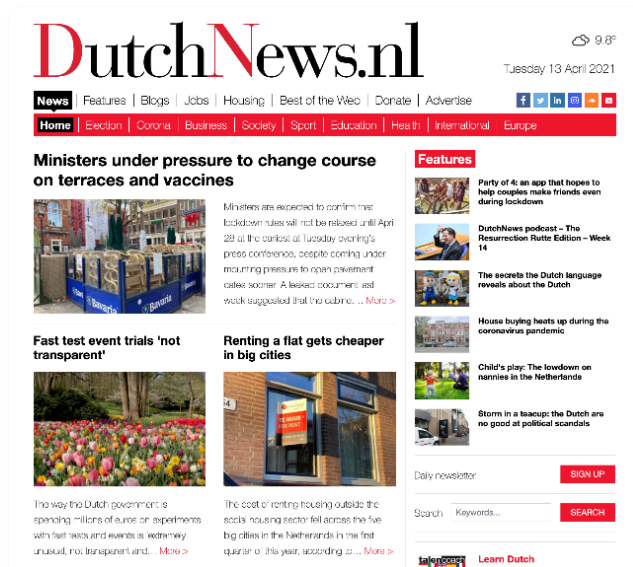 DutchNews.nl
9.8º
Tuesday 13 April 2021
News | Features | Blogs | Jobs | Housing | Best of the Web | Donate | Advertise
Home | Election | Corona | Business | Society | Sport | Education | Health | International | Europe
Ministers under pressure to change course
on terraces and vaccines
Ministers are expected to confirm that
lockdown rules will not be relaxed until April
28 at the earliest at Tuesday evening's
press conference, despite coming under
mounting pressure to open pavement
cafes sooner. A leaked document last
week suggested that the cabine… More >
Bavaria
Bavaria
Fast test event trials 'not
transparent'
The way the Dutch government is
spending millions of euros on experiments
with fast tests and events is 'extremely
unusual, not transparent and… More >
Renting a flat gets cheaper
in big cities
54
TE HUUR
FOR RENT
The cost of renting housing outside the
social housing sector fell across the five
big cities in the Netherlands in the first
quarter of this year, according to… More >
Features
Party of 4: an app that hopes to
help couples make friends even
during lockdown
DutchNews podcast – The
Resurrection Rutte Edition – Week
14
The secrets the Dutch language
reveals about the Dutch
House buying heats up during the
coronavirus pandemic
Child's play: The lowdown on
nannies in the Netherlands
Storm in a teacup: the Dutch are
no good at political scandals
Daily newsletter
SIGN UP
Search
Keywords...
SEARCH
talencoach
Learn Dutch